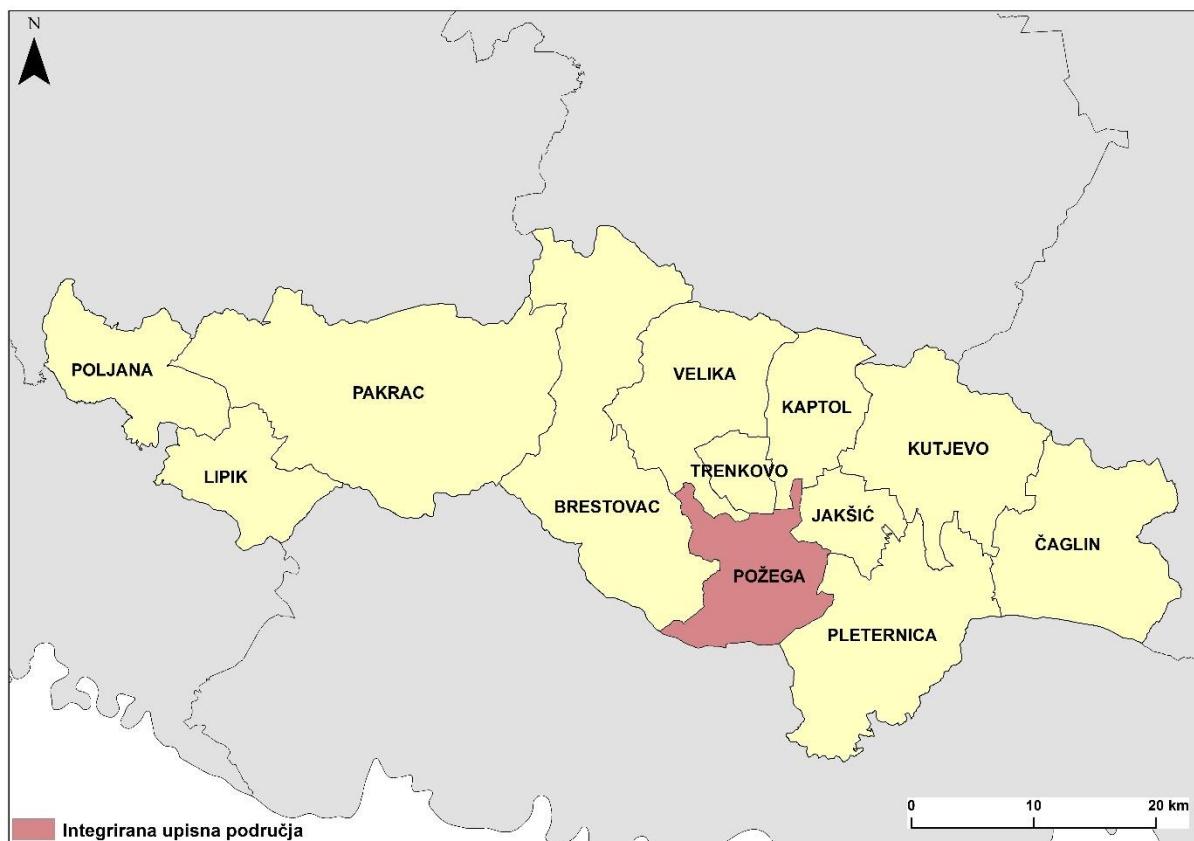 N
POLJANA
PAKRAC
LIPIK
VELIKA
KAPTOL
KUTJEVO
TRENKOVO
BRESTOVAC
JAKŠIĆ
ČAGLIN
POŽEGA
PLETERNICA
0 10 20 km
Integrirana upisna područja